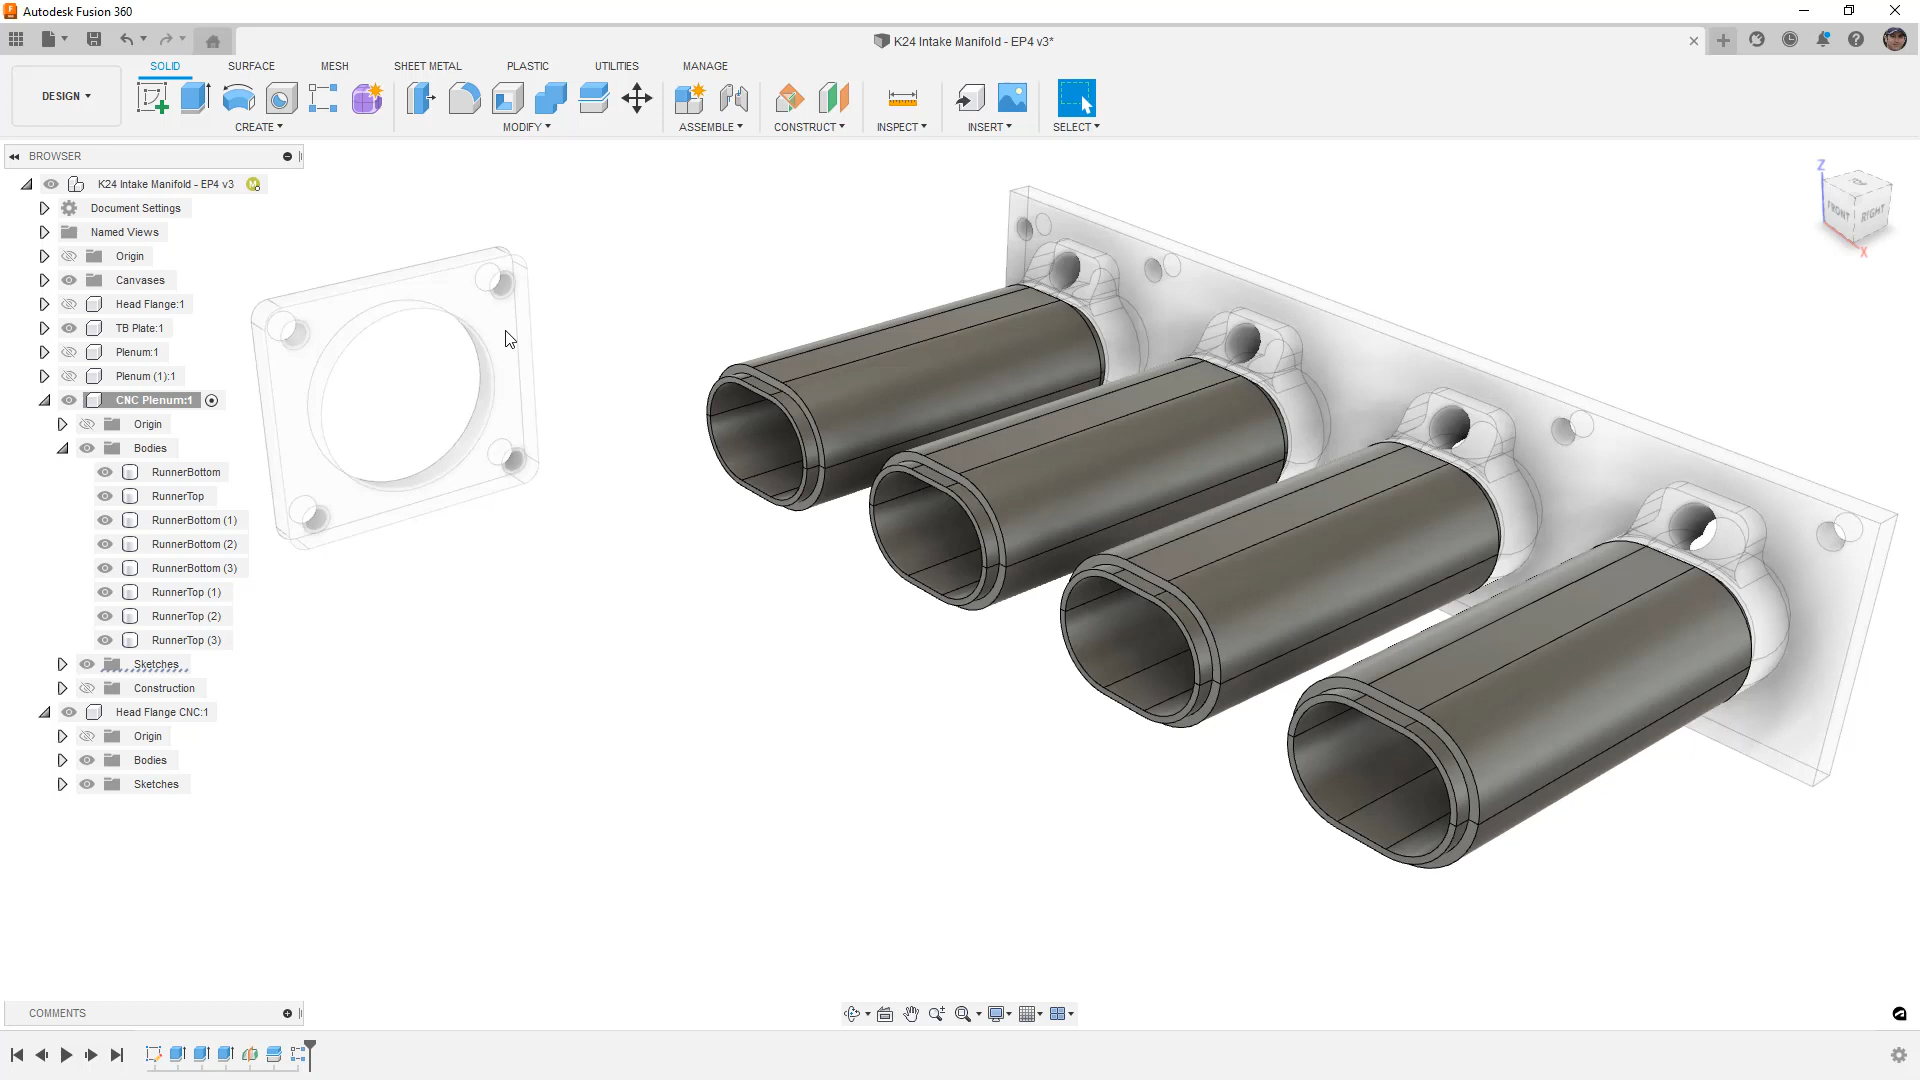 Autodesk Fusion 360
K24 Intake Manifold - EP4 v3*
SOLID SURFACE MESH SHEET METAL PLASTIC UTILITIES MANAGE
DESIGN
CREATE MODIFY ASSEMBLE CONSTRUCT INSPECT INSERT SELECT
BROWSER
K24 Intake Manifold - EP4 v3
Document Settings
Named Views
Origin
Canvases
Head Flange:1
TB Plate:1
Plenum:1
Plenum (1):1
CNC Plenum:1
Origin
Bodies
RunnerBottom
RunnerTop
RunnerBottom (1)
RunnerBottom (2)
RunnerBottom (3)
RunnerTop (1)
RunnerTop (2)
RunnerTop (3)
Sketches
Construction
Head Flange CNC:1
Origin
Bodies
Sketches
Z
FRONT RIGHT
X
COMMENTS